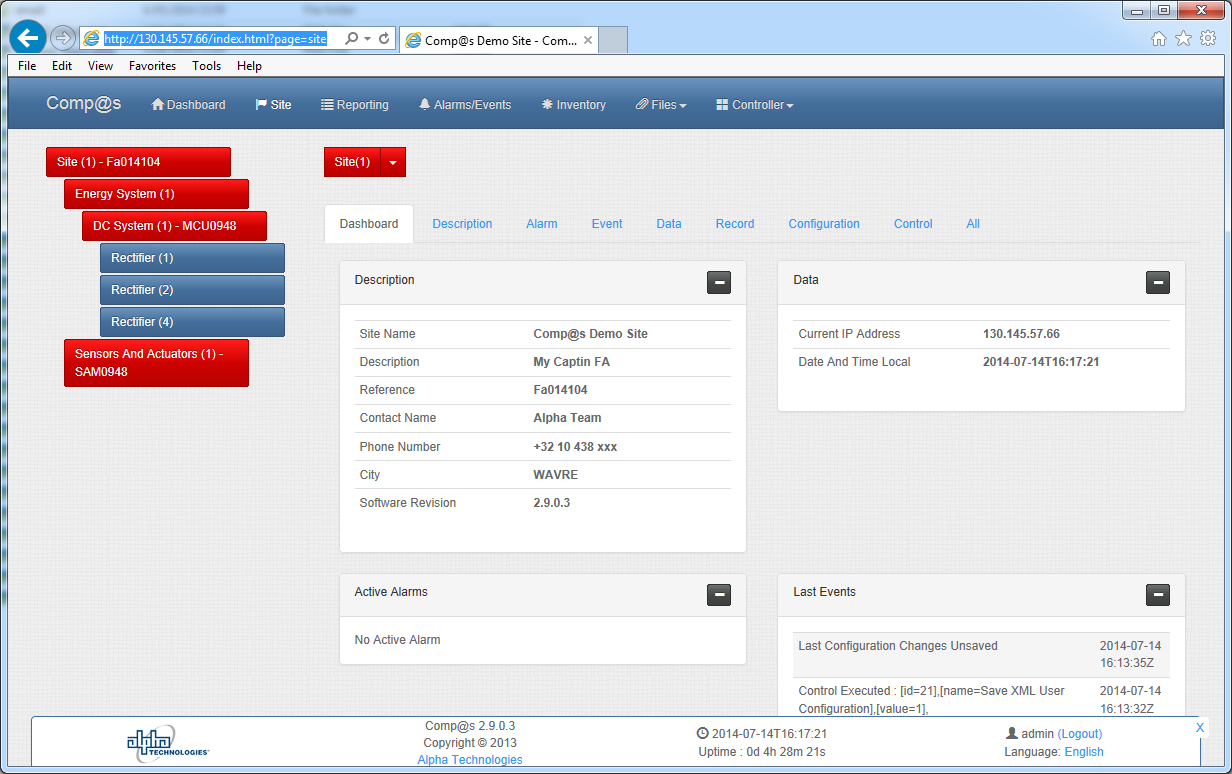 http://130.145.57.66/index.html?page=site
Comp@s Demo Site - Com...
File Edit View Favorites Tools Help
Comp@s Dashboard Site Reporting Alarms/Events Inventory Files Controller
Site (1) - Fa014104
Energy System (1)
DC System (1) - MCU0948
Rectifier (1)
Rectifier (2)
Rectifier (4)
Sensors And Actuators (1) -
SAM0948
Site(1)
Dashboard Description Alarm Event Data Record Configuration Control All
Description
Site Name Comp@s Demo Site
Description My Captin FA
Reference Fa014104
Contact Name Alpha Team
Phone Number +32 10 438 xxx
City WAVRE
Software Revision 2.9.0.3
Data
Current IP Address 130.145.57.66
Date And Time Local 2014-07-14T16:17:21
Active Alarms
No Active Alarm
Last Events
Last Configuration Changes Unsaved 2014-07-14
16:13:35Z
Control Executed : [id=21],[name=Save XML User 2014-07-14
Configuration],[value=1], 16:13:32Z
alpha
TECHNOLOGIES
Comp@s 2.9.0.3
Copyright © 2013
Alpha Technologies
2014-07-14T16:17:21
Uptime : 0d 4h 28m 21s
admin (Logout)
Language: English
X